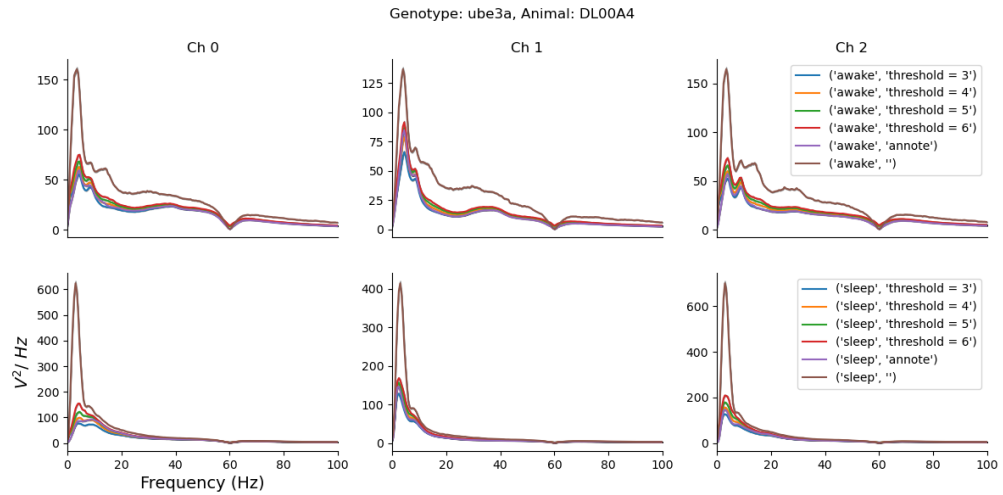 Genotype: ube3a, Animal: DL00A4
Ch 0
Ch 1
Ch 2
150
100
50
0
125
100
75
50
25
0
150
100
50
0
('awake', 'threshold = 3')
('awake', 'threshold = 4')
('awake', 'threshold = 5')
('awake', 'threshold = 6')
('awake', 'annote')
('awake', '')
V²/ Hz
600
500
400
300
200
100
0
400
300
200
100
0
600
400
200
0
('sleep', 'threshold = 3')
('sleep', 'threshold = 4')
('sleep', 'threshold = 5')
('sleep', 'threshold = 6')
('sleep', 'annote')
('sleep', '')
0 20 40 60 80 100
0 20 40 60 80 100
0 20 40 60 80 100
Frequency (Hz)